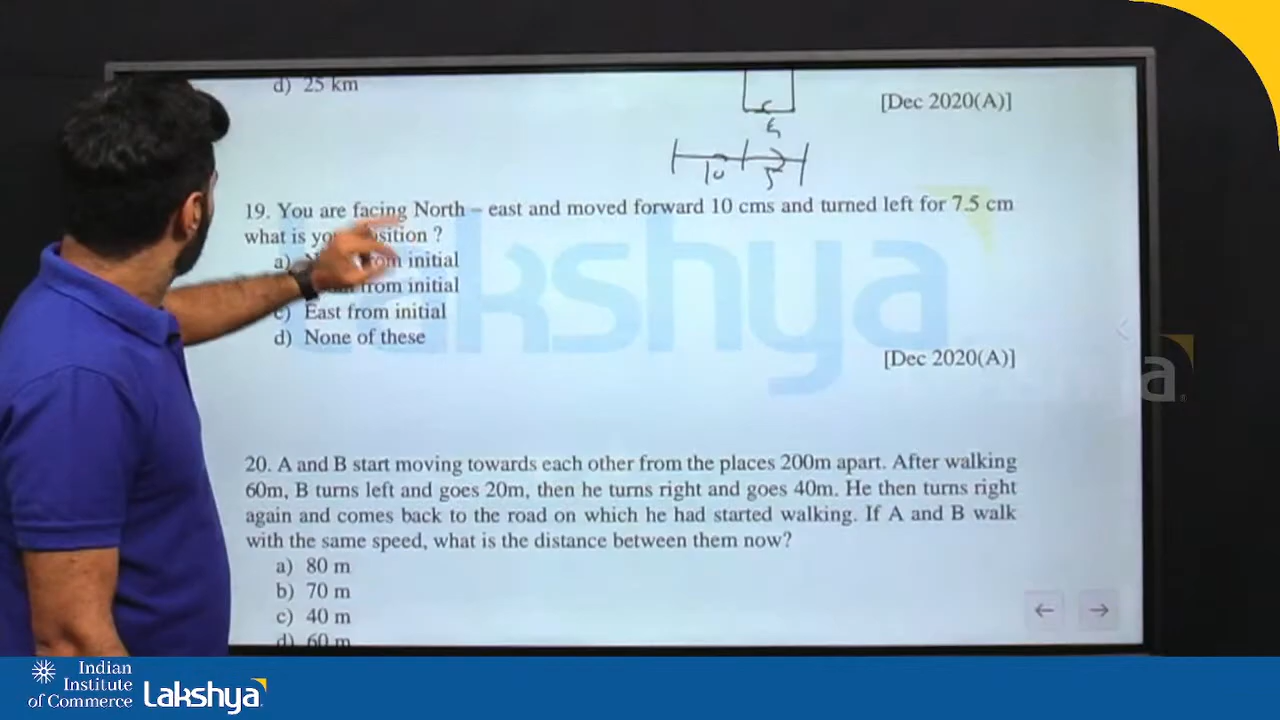 d) 25 km
[Dec 2020(A)]
5
10 5
19. You are facing North – east and moved forward 10 cms and turned left for 7.5 cm
what is position ?
a) from initial
from initial
c) East from initial
d) None of these
[Dec 2020(A)]
20. A and B start moving towards each other from the places 200m apart. After walking
60m, B turns left and goes 20m, then he turns right and goes 40m. He then turns right
again and comes back to the road on which he had started walking. If A and B walk
with the same speed, what is the distance between them now?
a) 80 m
b) 70 m
c) 40 m
d) 60 m
← →
lakshya
a
Indian
Institute
of Commerce
Lakshya